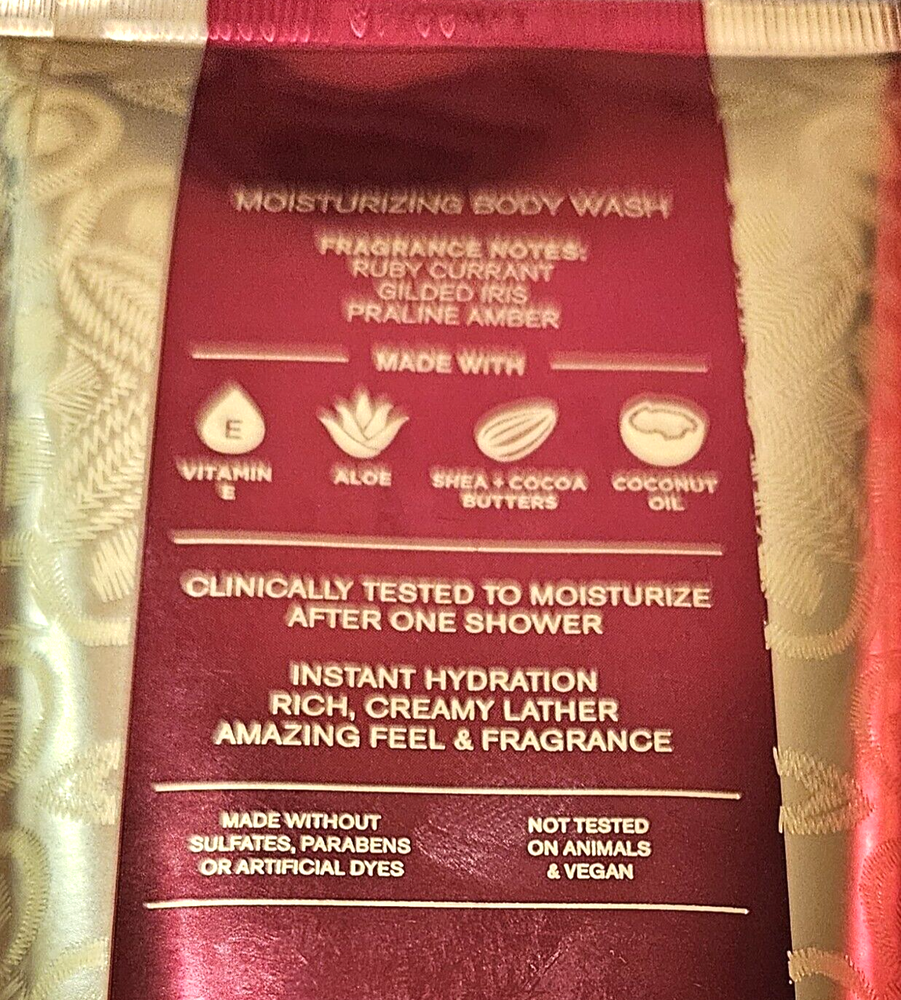 MOISTURIZING BODY WASH
FRAGRANCE NOTES:
RUBY CURRANT
GILDED IRIS
PRALINE AMBER
MADE WITH
E
VITAMIN
E
ALOE
SHEA + COCOA
BUTTERS
COCONUT
OIL
CLINICALLY TESTED TO MOISTURIZE
AFTER ONE SHOWER
INSTANT HYDRATION
RICH, CREAMY LATHER
AMAZING FEEL & FRAGRANCE
MADE WITHOUT
SULFATES, PARABENS
OR ARTIFICIAL DYES
NOT TESTED
ON ANIMALS
& VEGAN